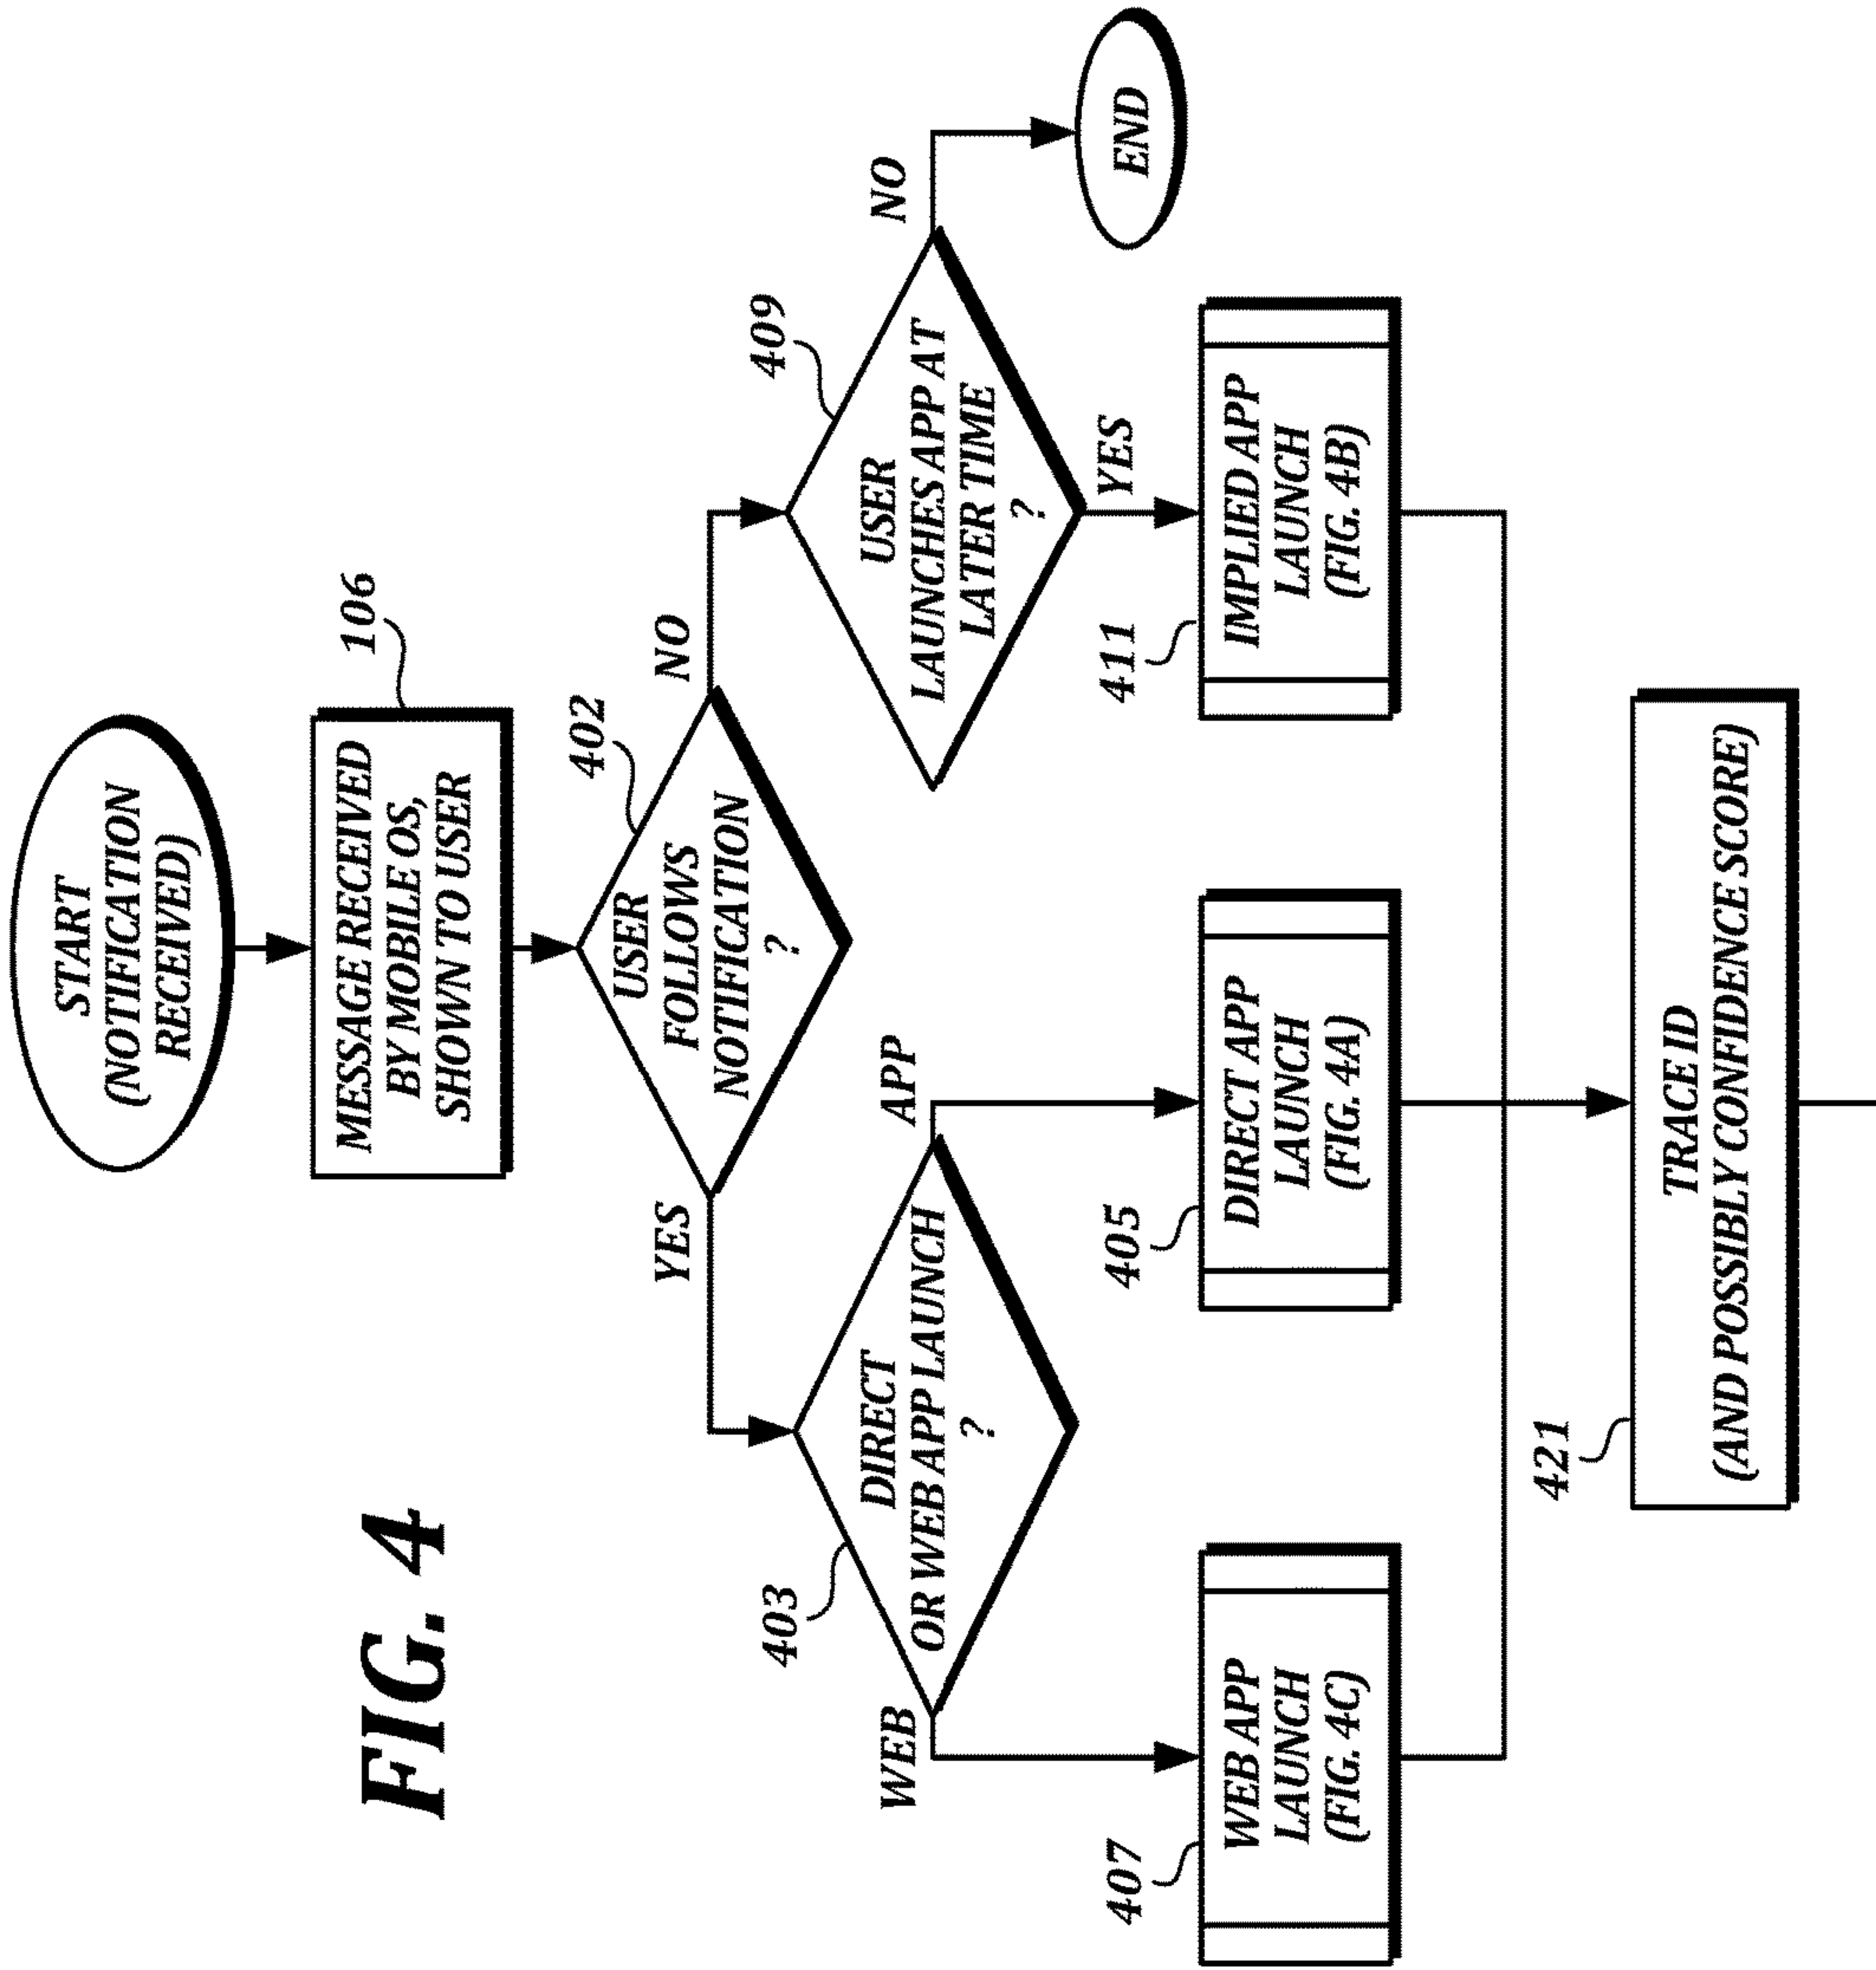 FIG. 4
START
(NOTIFICATION
RECEIVED)
MESSAGE RECEIVED
BY MOBILE OS,
SHOWN TO USER
106
402
USER
FOLLOWS
NOTIFICATION
?
YES
NO
403
DIRECT
OR WEB APP LAUNCH
?
WEB
APP
409
USER
LAUNCHES APP AT
LATER TIME
?
NO
YES
END
407
WEB APP
LAUNCH
(FIG. 4C)
405
DIRECT APP
LAUNCH
(FIG. 4A)
411
IMPLIED APP
LAUNCH
(FIG. 4B)
421
TRACE ID
(AND POSSIBLY CONFIDENCE SCORE)